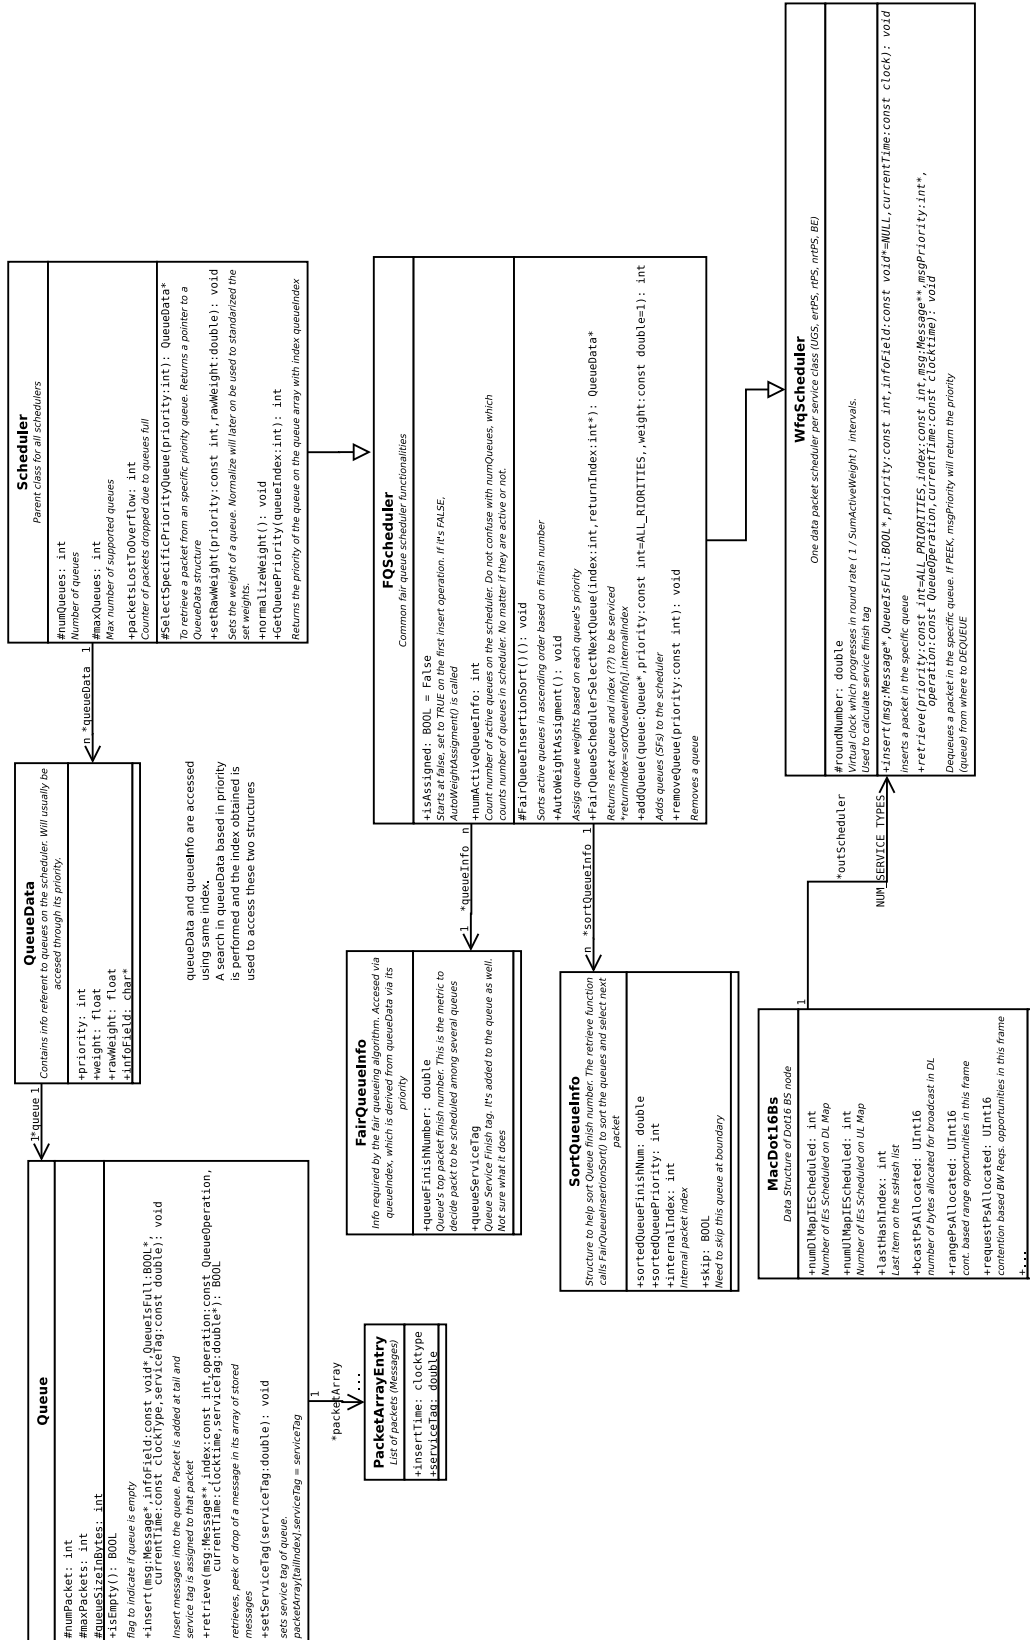 Scheduler
Parent class for all schedulers
#numQueues: int
Number of queues
#maxQueues: int
Max number of supported queues
+packetsLostToOverflow: int
Counter of packets dropped due to queues full
#SelectSpecificPriorityQueue(priority:int): QueueData*
To retrieve a packet from an specific priority queue. Returns a pointer to a
QueueData structure
+setRawWeight(priority:const int,rawWeight:double): void
Sets the weight of a queue. Normalize will later on be used to standarized the
set weights.
+normalizeWeight(): void
+GetQueuePriority(queueIndex:int): int
Returns the priority of the queue on the queue array with index queueIndex
n *queueData 1
QueueData
Contains info referent to queues on the scheduler. Will usually be
accesed through its priority.
+priority: int
+weight: float
+rawWeight: float
+infoField: char*
queueData and queueInfo are accessed
using same index.
A search in queueData based in priority
is performed and the index obtained is
used to access these two structures
1*queue 1
Queue
#numPacket: int
#maxPackets: int
#queueSizeInBytes: int
+isEmpty(): BOOL
flag to indicate if queue is empty
+insert(msg:Message*,infoField:const void*,QueueIsFull:BOOL*,
currentTime:const clockType,serviceTag:const double): void
Insert messages into the queue. Packet is added at tail and
service tag is assigned to that packet
+retrieve(msg:Message**,index:const int,operation:const QueueOperation,
currentTime:clocktime,serviceTag:double*): BOOL
retrieves, peek or drop of a message in its array of stored
messages
+setServiceTag(serviceTag:double): void
sets service tag of queue.
packetArray[tailIndex].serviceTag = serviceTag
*packetArray
1
...
PacketArrayEntry
List of packets (Messages)
+insertTime: clocktype
+serviceTag: double
FQScheduler
Common fair queue scheduler functionalities
+isAssigned: BOOL = False
Starts at false, set to TRUE on the first insert operation. If it's FALSE,
AutoWeightAssigment() is called
+numActiveQueueInfo: int
Count number of active queues on the scheduler. Do not confuse with numQueues, which
counts number of queues in scheduler. No matter if they are active or not.
#FairQueueInsertionSort()(): void
Sorts active queues in ascending order based on finish number
+AutoWeightAssigment(): void
Assigs queue weights based on each queue's priority
+FairQueueSchedulerSelectNextQueue(index:int,returnIndex:int*): QueueData*
Returns next queue and index (??) to be serviced
*returnIndex=sortQueueInfo[n].internalIndex
+addQueue(queue:Queue*,priority:const int=ALL_RIORITIES,,weight:const double=1): int
Adds queues (SFs) to the scheduler
+removeQueue(priority:const int): void
Removes a queue
1 *queueInfo n
n *sortQueueInfo 1
FairQueueInfo
Info required by the fair queueing algorithm. Accesed via
queueIndex, which is derived from queueData via its
priority
+queueFinishNumber: double
Queue's top packet finish number. This is the metric to
decide packt to be scheduled among several queues
+queueServiceTag
Queue Service Finish tag. It's added to the queue as well.
Not sure what it does
SortQueueInfo
Structure to help sort Queue finish number. The retrieve function
calls FairQueueInsertionSort() to sort the queues and select next
packet
+sortedQueueFinishNum: double
+sortedQueuePriority: int
+internalIndex: int
Internal packet index
+skip: BOOL
Need to skip this queue at boundary
WfqScheduler
One data packet scheduler per service class (UGS, ertPS, rtPS, nrtPS, BE)
#roundNumber: double
Virtual clock which progresses in round rate ( 1 / SumActiveWeight ) intervals.
Used to calculate service finish tag
+insert(msg:Message*,QueueIsFull:BOOL*,priority:const int,infoField:const void*=NULL,currentTime:const clock): void
inserts a packet in the specific queue
+retrieve(priority:const int=ALL_PRIORITIES,index:const int,msg:Message**,msgPriority:int*,
operation:const QueueOperation,currentTime:const clocktime): void
Dequeues a packet in the specific queue. If PEEK, msgPriority will return the priority
(queue) from where to DEQUEUE
*outScheduler
NUM_SERVICE_TYPES
1
MacDot16Bs
Data Structure of Dot16 BS node
+numDlMapIEScheduled: int
Number of IEs Scheduled on DL Map
+numUlMapIEScheduled: int
Number of IEs Scheduled on UL Map
+lastHashIndex: int
Last item on the ssHash list
+bcastPsAllocated: UInt16
number of bytes allocated for broadcast in DL
+rangePsAllocated: UInt16
cont. based range opportunities in this frame
+requestPsAllocated: UInt16
contention based BW Reqs. opportunities in this frame
+...